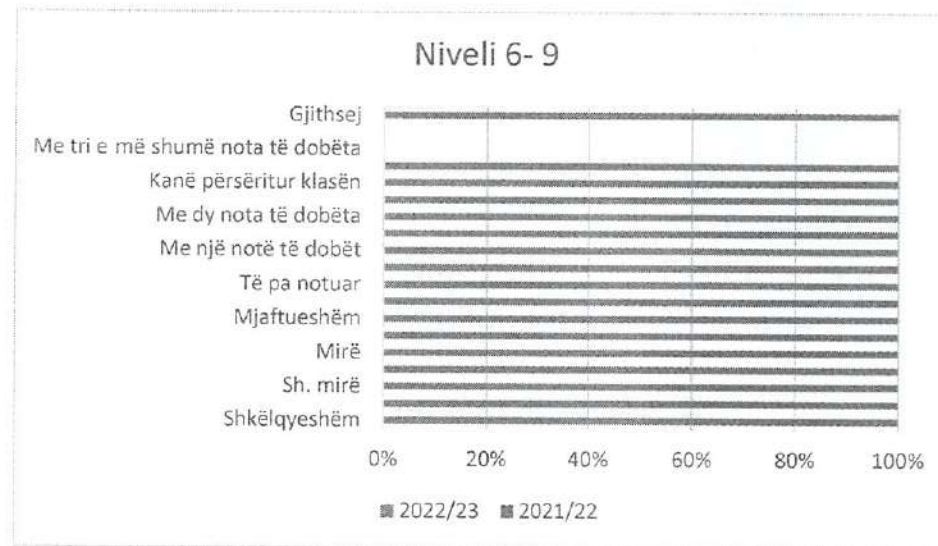 Niveli 6- 9
Gjithsej
Me tri e më shumë nota të dobëta
Kanë përsëritur klasën
Me dy nota të dobëta
Me një notë të dobët
Të pa notuar
Mjaftueshëm
Mirë
Sh. mirë
Shkëlqyeshëm
0% 20% 40% 60% 80% 100%
2022/23 2021/22